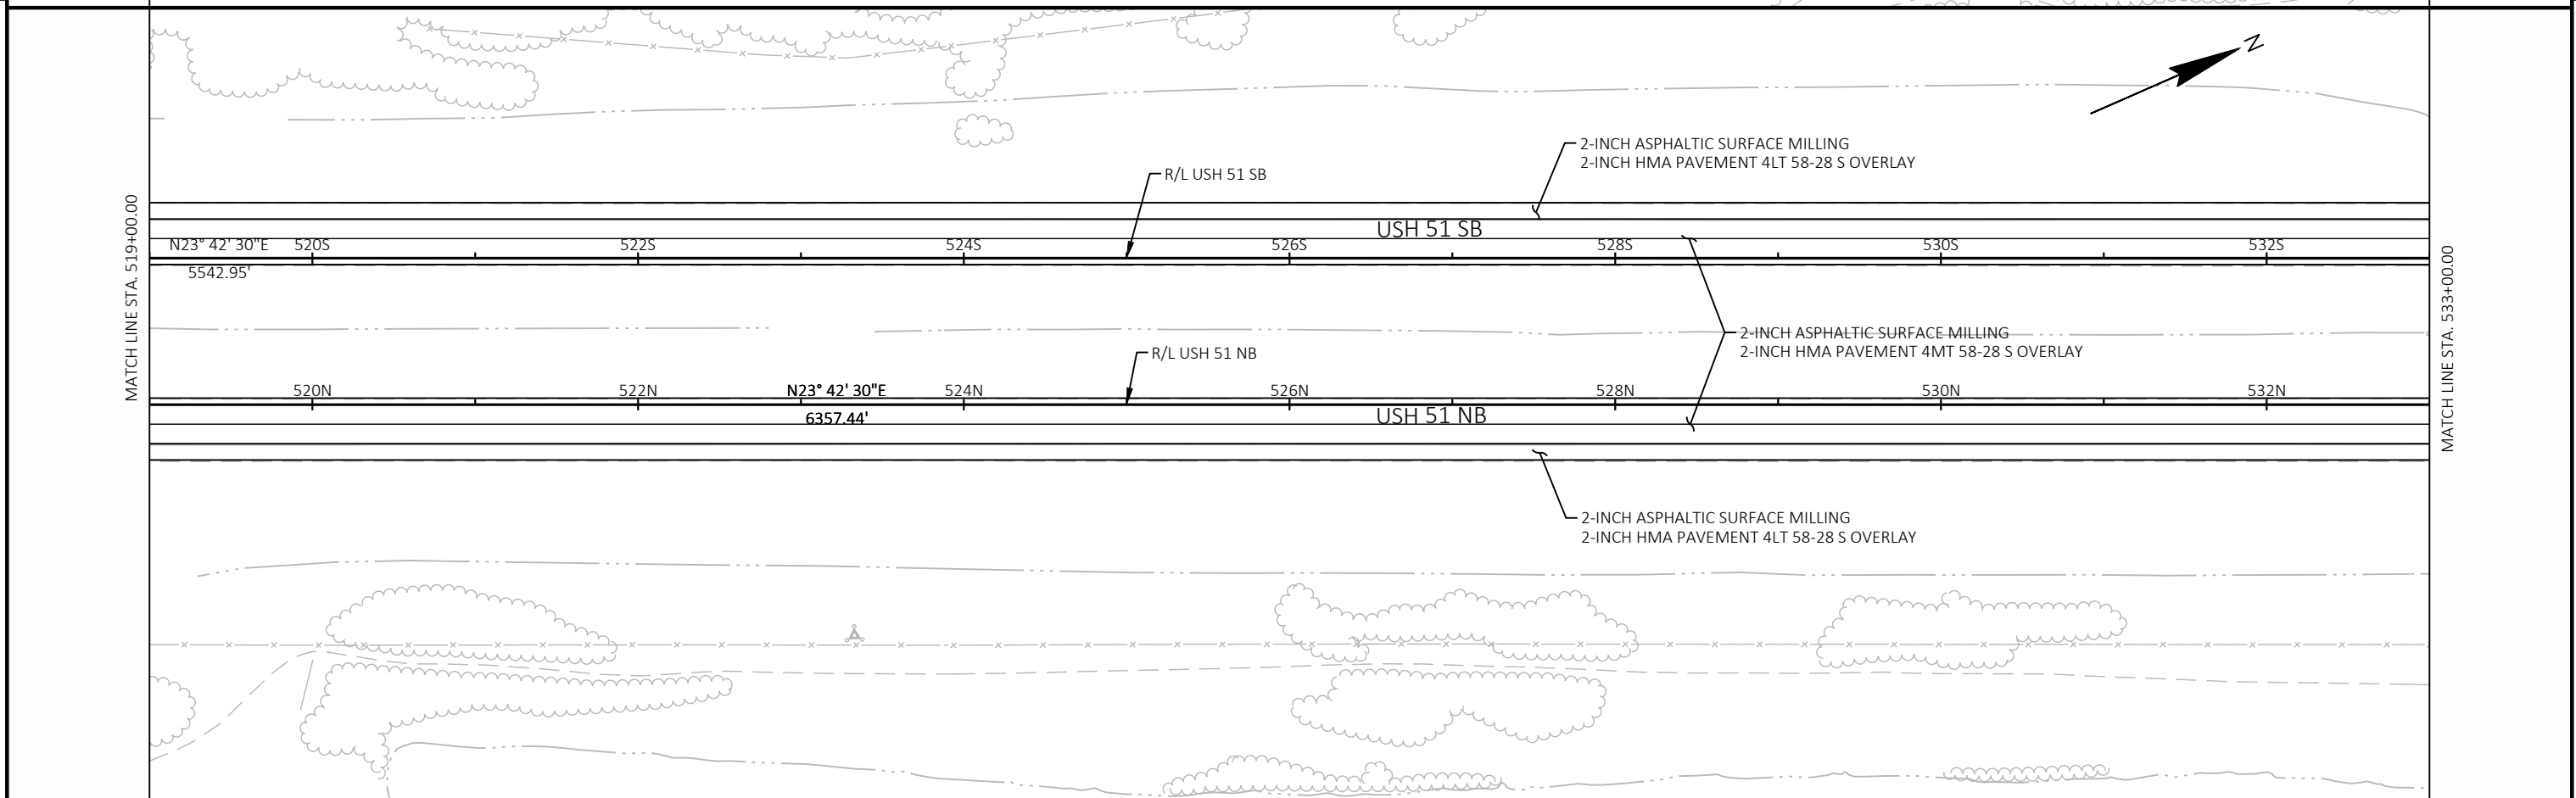 N
2-INCH ASPHALTIC SURFACE MILLING
2-INCH HMA PAVEMENT 4LT 58-28 S OVERLAY
R/L USH 51 SB
MATCH LINE STA. 519+00.00
USH 51 SB
N23° 42' 30"E 520S 522S 524S 526S 528S 530S 532S
5542.95'
MATCH LINE STA. 533+00.00
2-INCH ASPHALTIC SURFACE MILLING
2-INCH HMA PAVEMENT 4MT 58-28 S OVERLAY
R/L USH 51 NB
520N 522N N23° 42' 30"E 524N 526N 528N 530N 532N
6357.44' USH 51 NB
2-INCH ASPHALTIC SURFACE MILLING
2-INCH HMA PAVEMENT 4LT 58-28 S OVERLAY